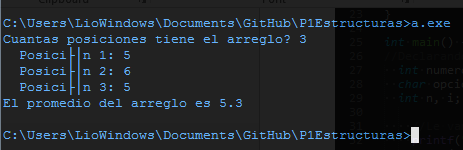 C:\Users\LioWindows\Documents\GitHub\P1Estructuras>a.exe
Cuantas posiciones tiene el arreglo? 3
Posici├│n 1: 5
Posici├│n 2: 6
Posici├│n 3: 5
El promedio del arreglo es 5.3
C:\Users\LioWindows\Documents\GitHub\P1Estructuras>